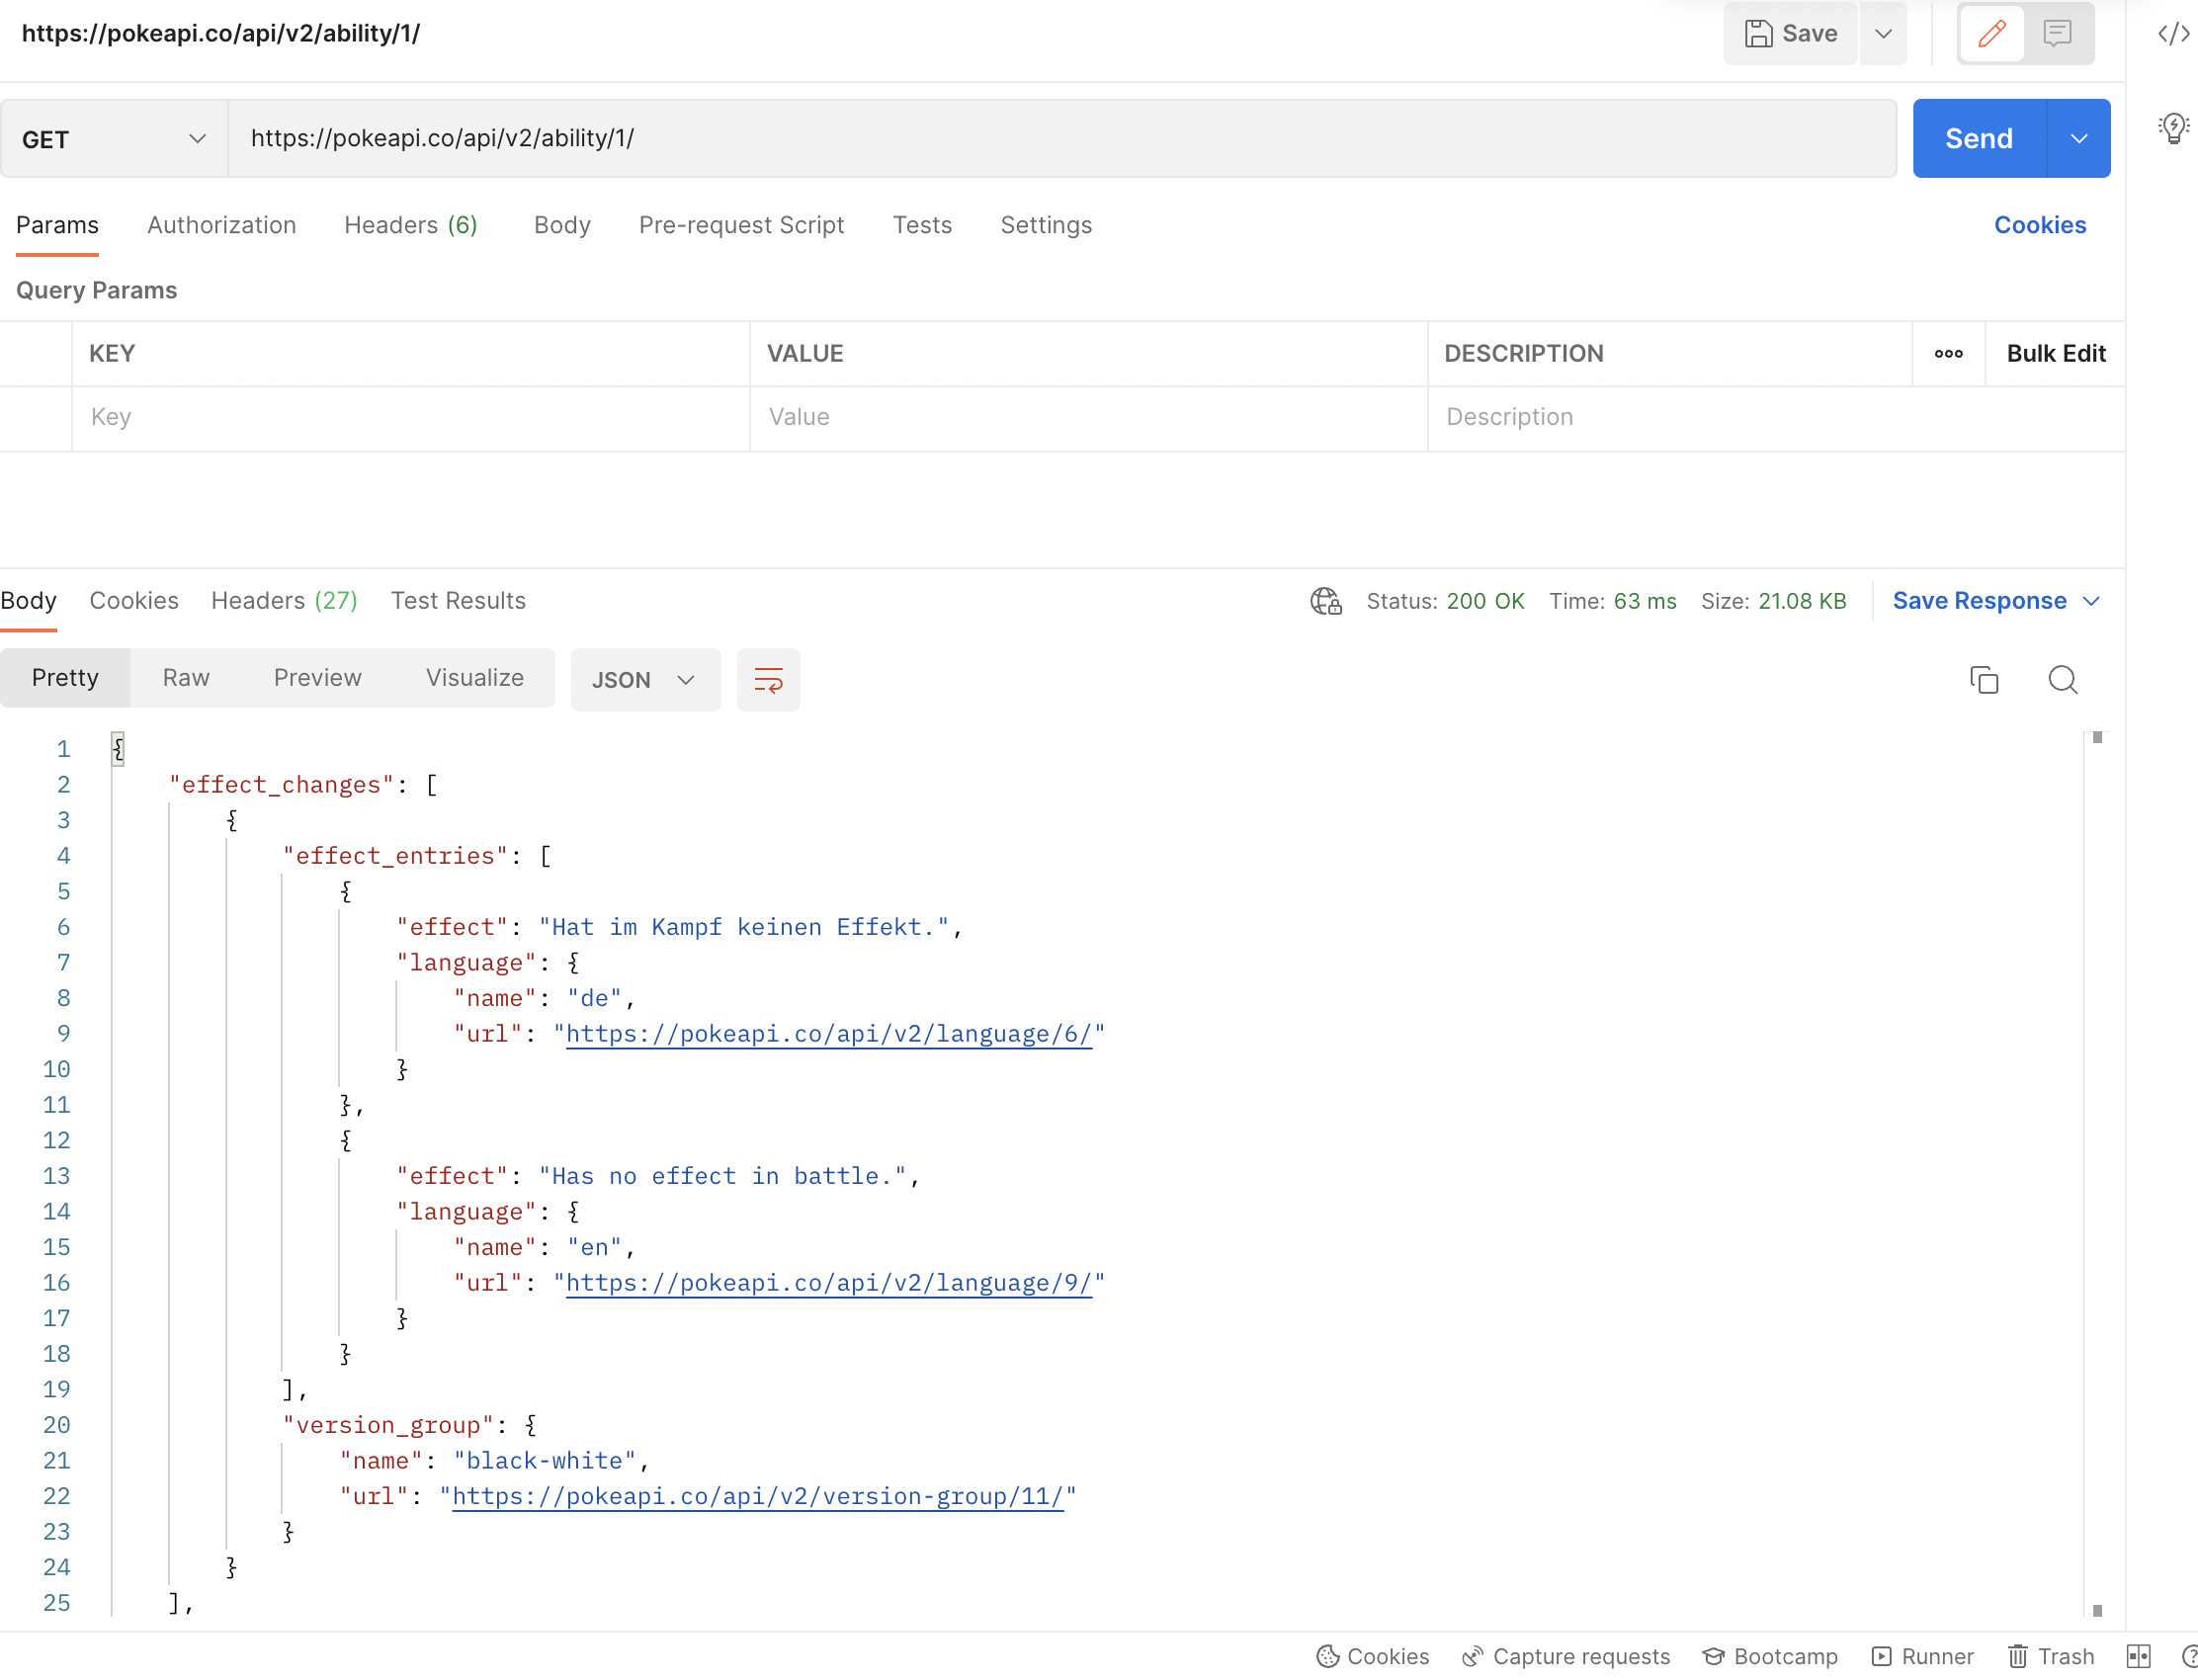 https://pokeapi.co/api/v2/ability/1/
Save
GET https://pokeapi.co/api/v2/ability/1/ Send
Params Authorization Headers (6) Body Pre-request Script Tests Settings Cookies
Query Params
KEY VALUE DESCRIPTION ooo Bulk Edit
Key Value Description
Body Cookies Headers (27) Test Results Status: 200 OK Time: 63 ms Size: 21.08 KB Save Response
Pretty Raw Preview Visualize JSON
1 {
2 "effect_changes": [
3 {
4 "effect_entries": [
5 {
6 "effect": "Hat im Kampf keinen Effekt.",
7 "language": {
8 "name": "de",
9 "url": "https://pokeapi.co/api/v2/language/6/"
10 }
11 },
12 {
13 "effect": "Has no effect in battle.",
14 "language": {
15 "name": "en",
16 "url": "https://pokeapi.co/api/v2/language/9/"
17 }
18 }
19 ],
20 "version_group": {
21 "name": "black-white",
22 "url": "https://pokeapi.co/api/v2/version-group/11/"
23 }
24 }
25 ],
Cookies Capture requests Bootcamp Runner Trash